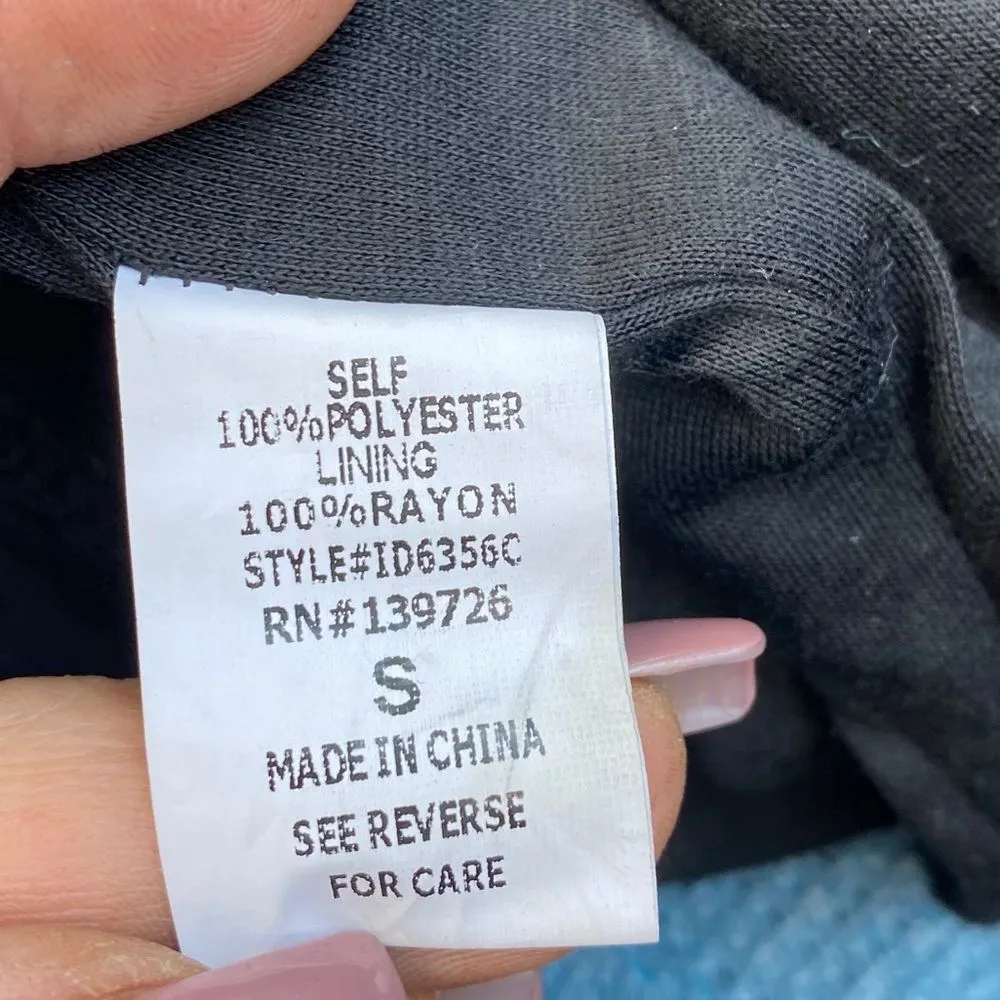 SELF
100%POLYESTER
LINING
100%RAYON
STYLE#ID6356C
RN#139726
S
MADE IN CHINA
SEE REVERSE
FOR CARE